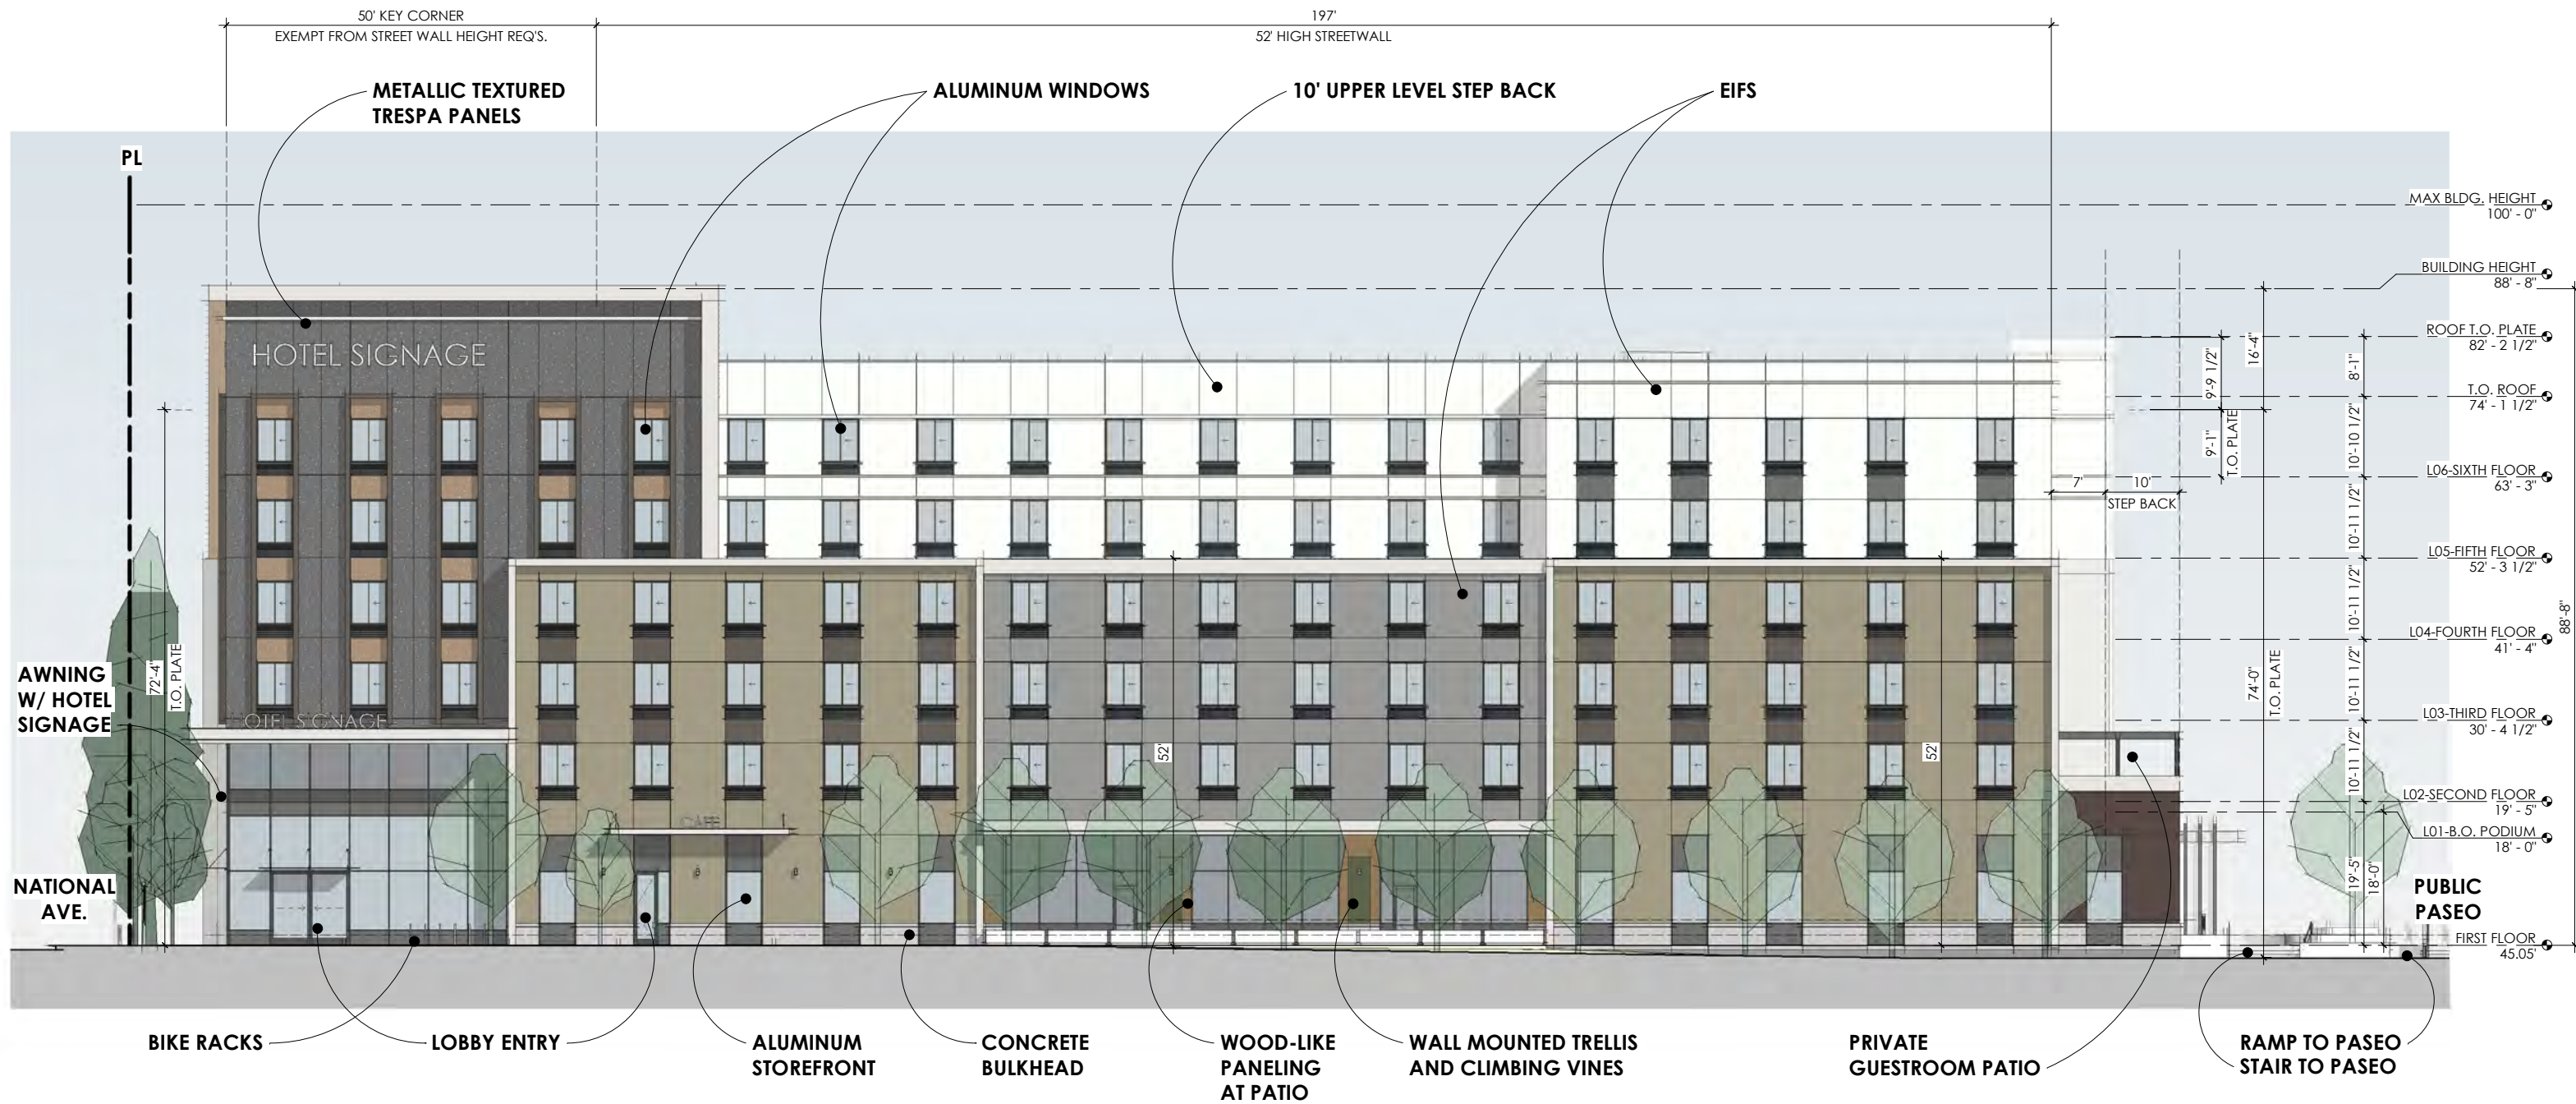 50' KEY CORNER
EXEMPT FROM STREET WALL HEIGHT REQ'S.
197'
52' HIGH STREETWALL
METALLIC TEXTURED
TRESPA PANELS
ALUMINUM WINDOWS
10' UPPER LEVEL STEP BACK
EIFS
PL
MAX BLDG. HEIGHT
100' - 0"
BUILDING HEIGHT
88' - 8"
ROOF T.O. PLATE
82' - 2 1/2"
T.O. ROOF
74' - 1 1/2"
L06-SIXTH FLOOR
63' - 3"
L05-FIFTH FLOOR
52' - 3 1/2"
L04-FOURTH FLOOR
41' - 4"
L03-THIRD FLOOR
30' - 4 1/2"
L02-SECOND FLOOR
19' - 5"
L01-B.O. PODIUM
18' - 0"
FIRST FLOOR
45.05'
9'-9 1/2"
16'-4"
8'-1"
9'-1"
T.O. PLATE
10'-10 1/2"
7'
10'
STEP BACK
10'-11 1/2"
10'-11 1/2"
10'-11 1/2"
10'-11 1/2"
74'-0"
T.O. PLATE
88'-8"
19'-5"
18'-0"
HOTEL SIGNAGE
72'-4"
T.O. PLATE
OTEL SIGNAGE
CAFE
52'
52'
AWNING
W/ HOTEL
SIGNAGE
NATIONAL
AVE.
PUBLIC
PASEO
BIKE RACKS
LOBBY ENTRY
ALUMINUM
STOREFRONT
CONCRETE
BULKHEAD
WOOD-LIKE
PANELING
AT PATIO
WALL MOUNTED TRELLIS
AND CLIMBING VINES
PRIVATE
GUESTROOM PATIO
RAMP TO PASEO
STAIR TO PASEO